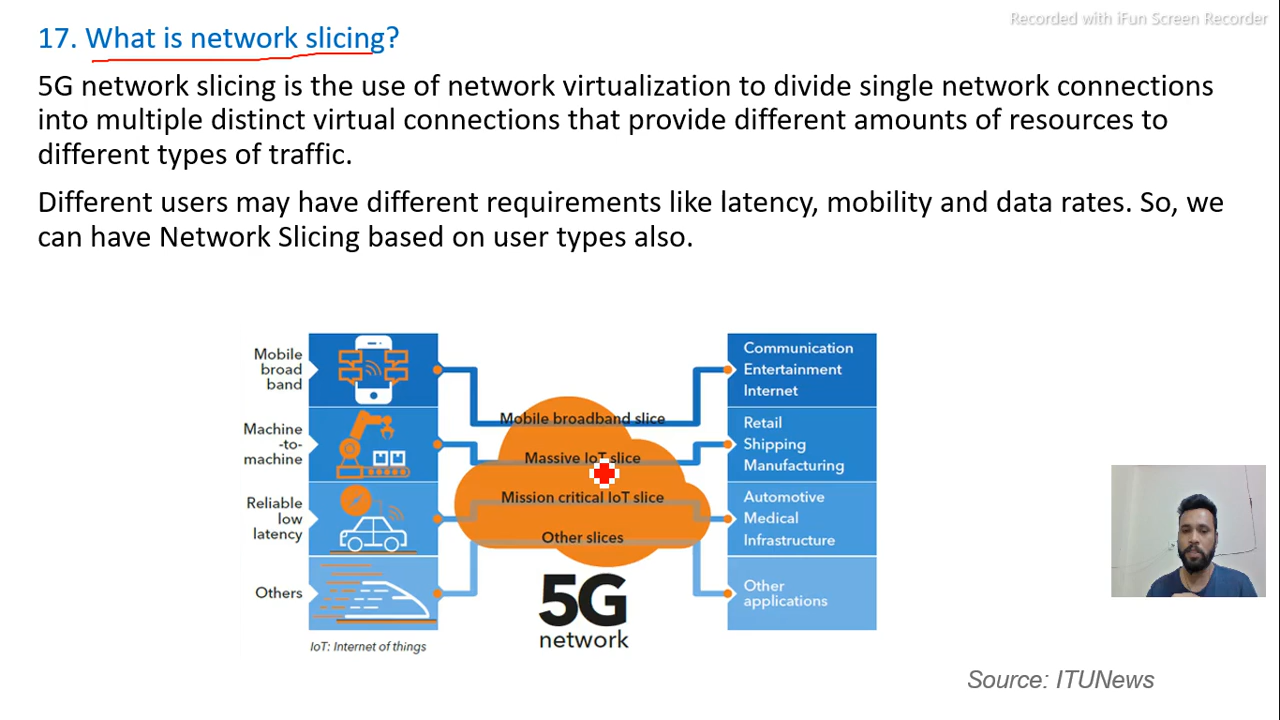 Recorded with iFun Screen Recorder
17. What is network slicing?
5G network slicing is the use of network virtualization to divide single network connections
into multiple distinct virtual connections that provide different amounts of resources to
different types of traffic.
Different users may have different requirements like latency, mobility and data rates. So, we
can have Network Slicing based on user types also.
Mobile
broad
band
Communication
Entertainment
Internet
Mobile broadband slice
Machine
-to-
machine
Massive IoT slice
Retail
Shipping
Manufacturing
Reliable
low
latency
Mission critical IoT slice
Automotive
Medical
Infrastructure
Other slices
Others
Other
applications
5G
network
IoT: Internet of things
Source: ITUNews